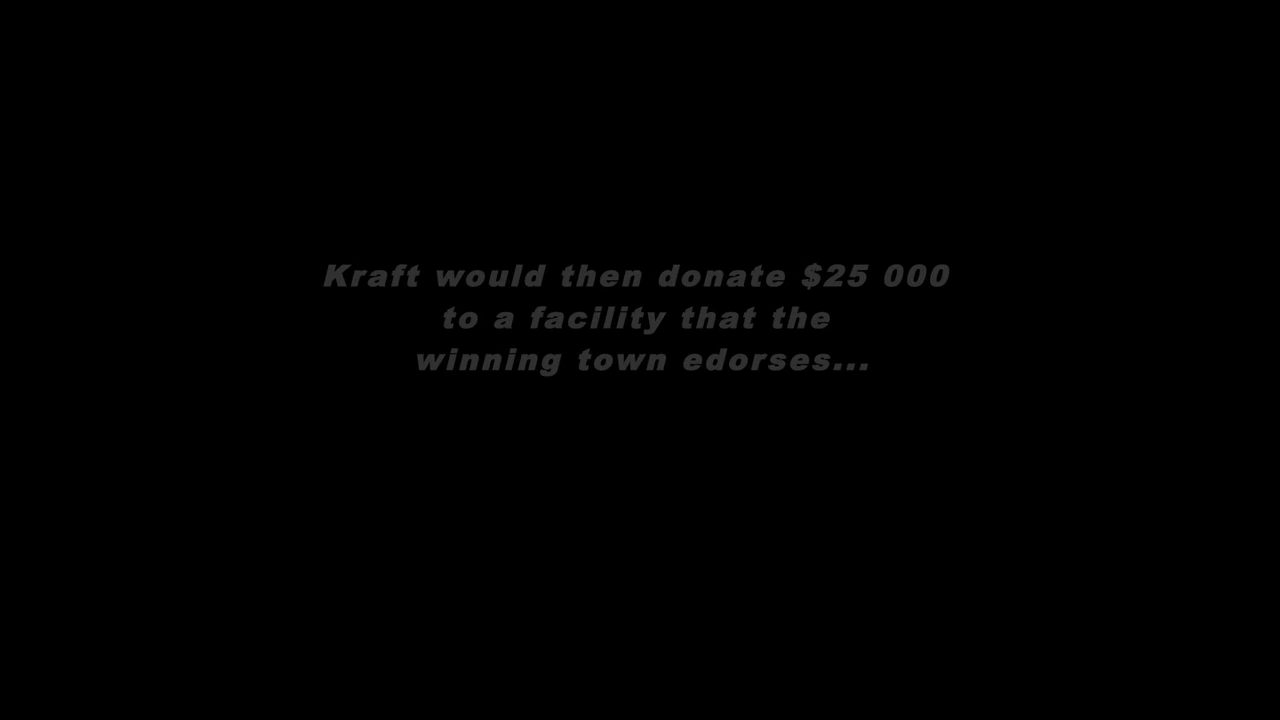 Kraft would then donate $25 000
to a facility that the
winning town edorses...